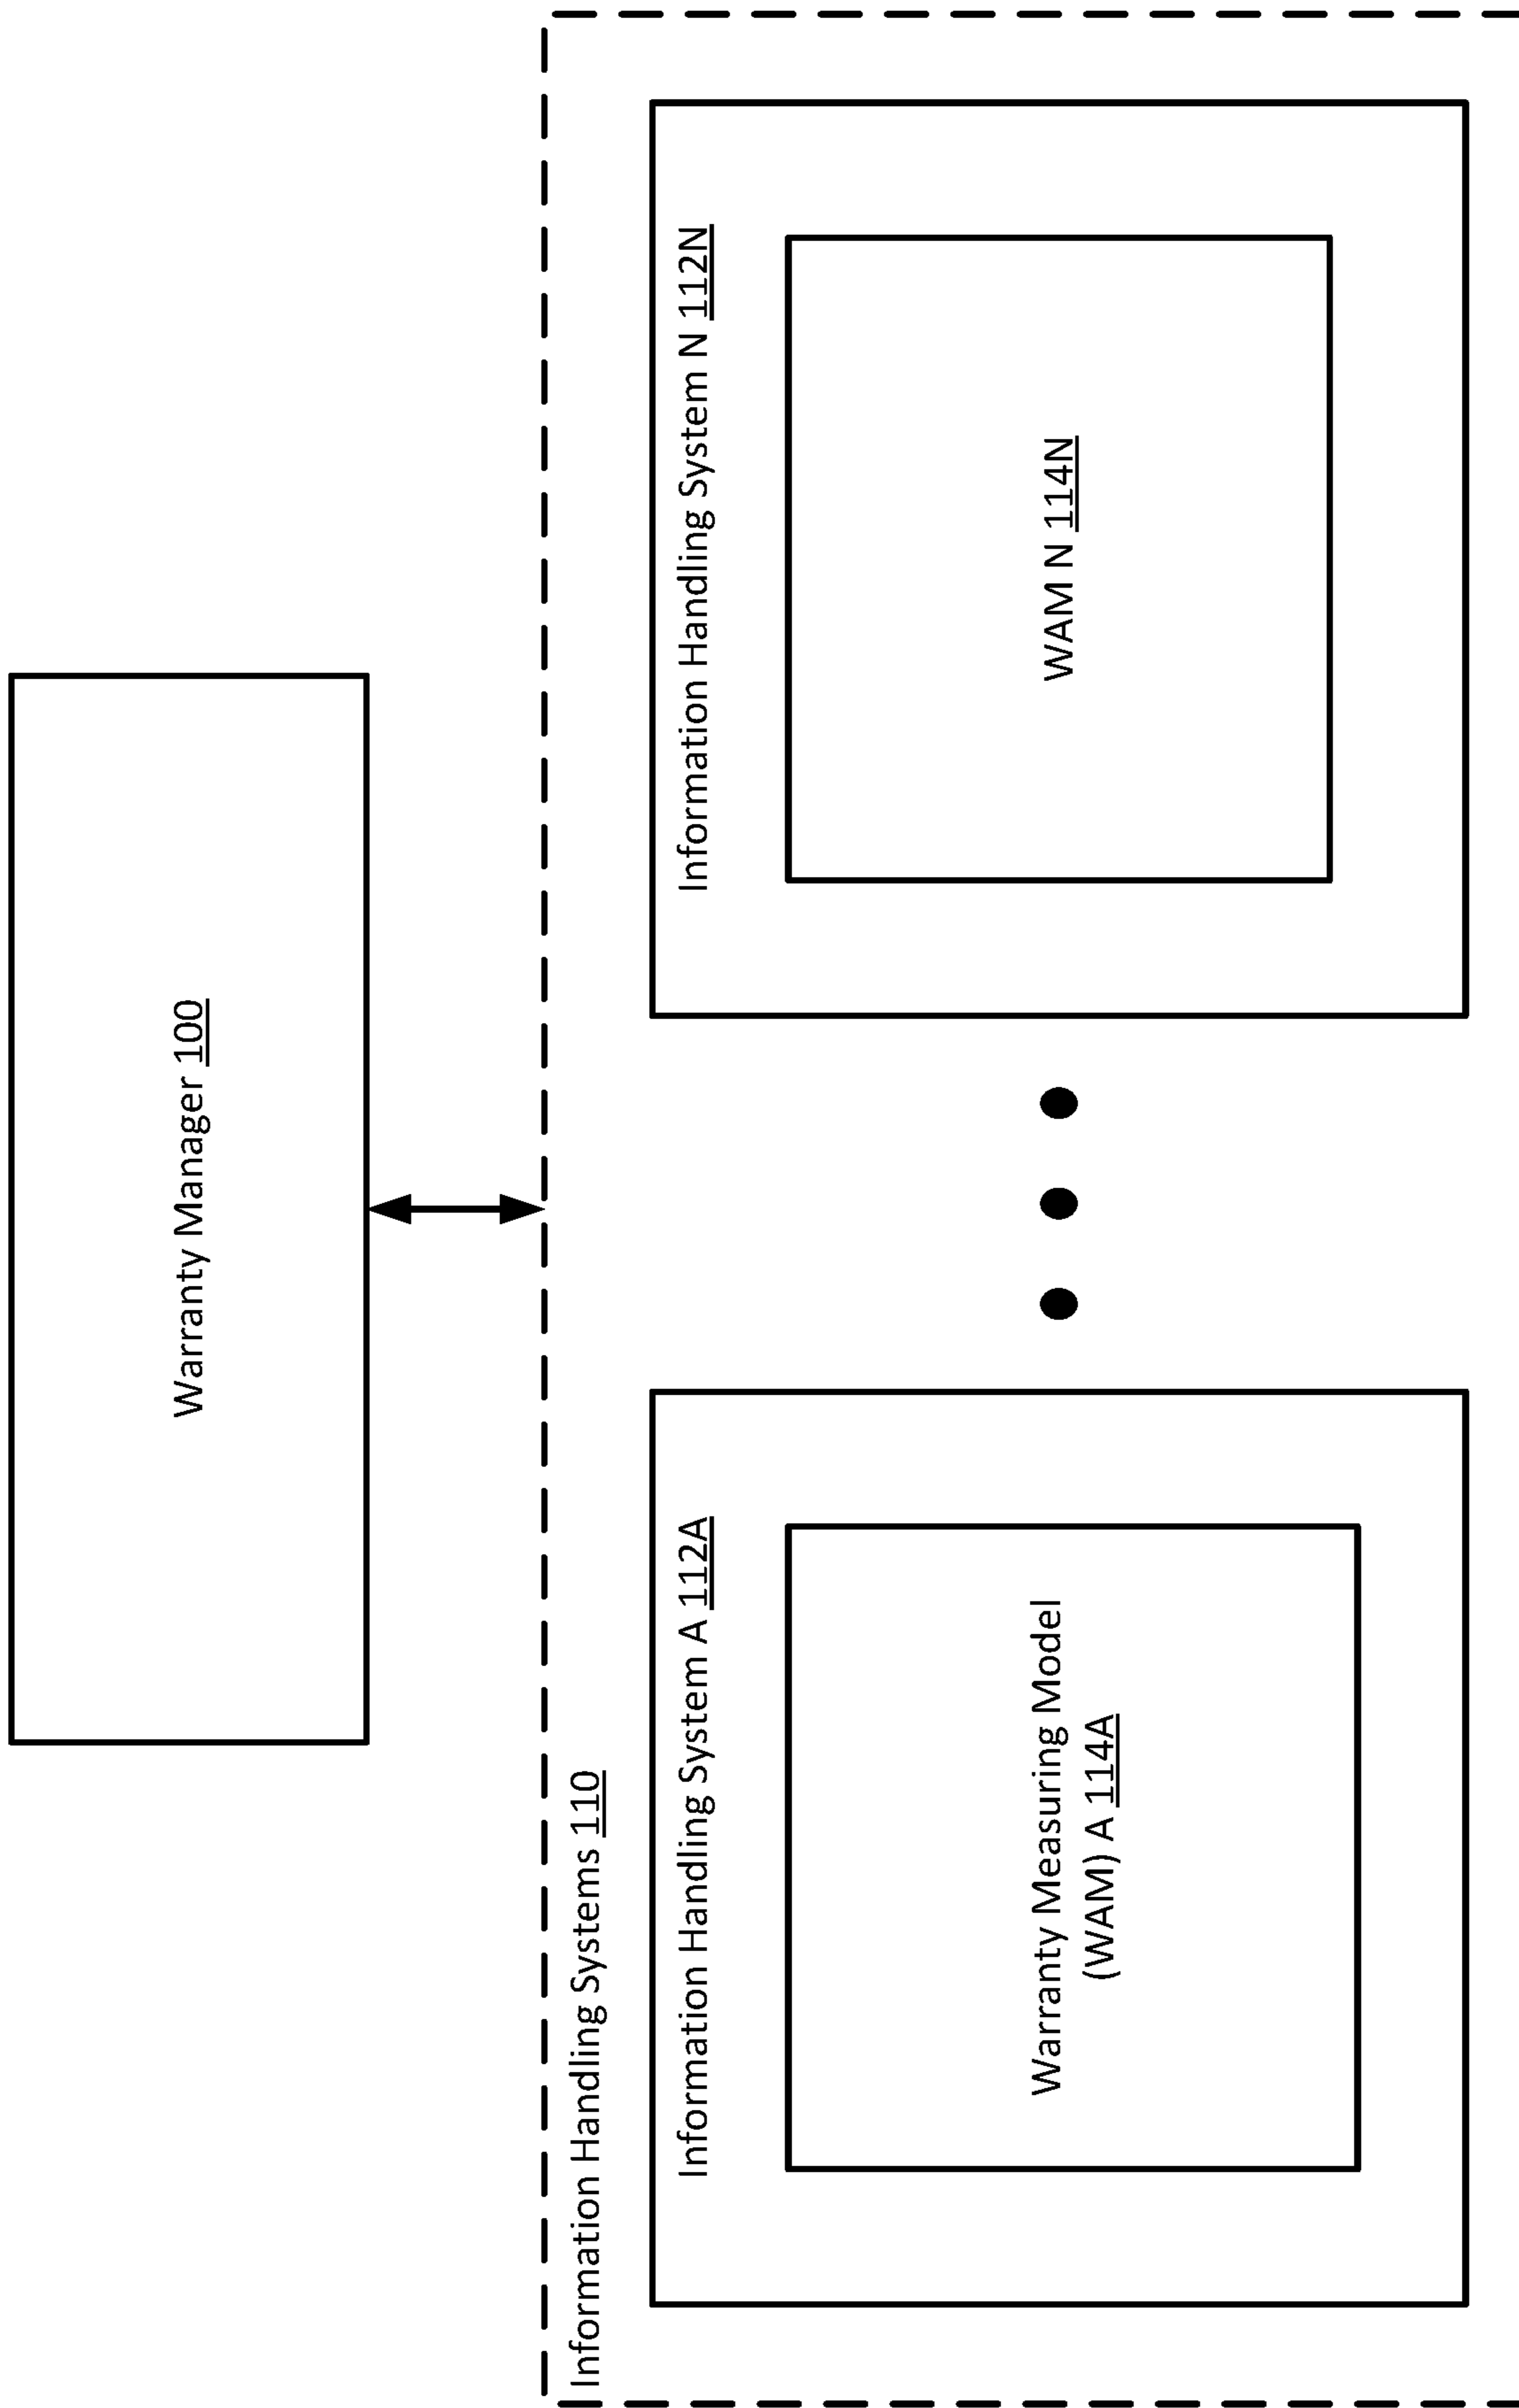 Warranty Manager 100
Information Handling Systems 110
Information Handling System A 112A
Warranty Measuring Model
(WAM) A 114A
Information Handling System N 112N
WAM N 114N